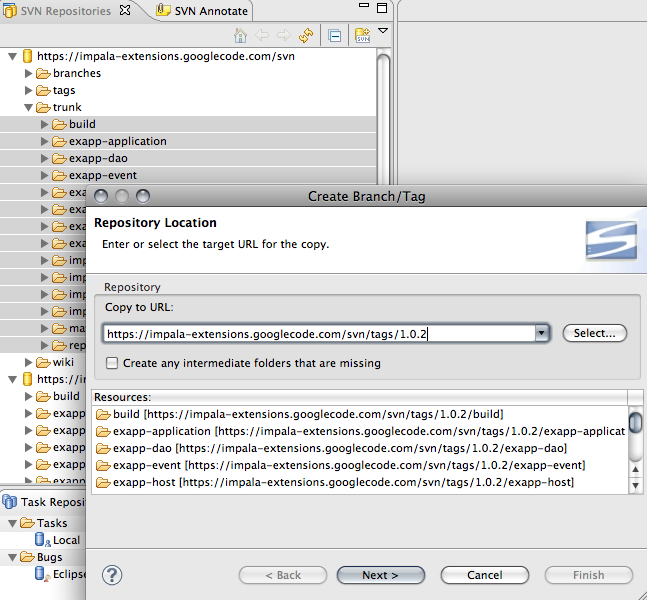 SVN Repositories
SVN Annotate
SVN
https://impala-extensions.googlecode.com/svn
branches
tags
trunk
build
exapp-application
exapp-dao
exapp-event
exa
exa
exa
exa
imp
imp
imp
imp
ma
rep
wiki
https://i
build
exapp
exapp
exapp
exapp
exapp
Create Branch/Tag
Repository Location
Enter or select the target URL for the copy.
Repository
Copy to URL:
https://impala-extensions.googlecode.com/svn/tags/1.0.2
Select...
Create any intermediate folders that are missing
Resources:
build [https://impala-extensions.googlecode.com/svn/tags/1.0.2/build]
exapp-application [https://impala-extensions.googlecode.com/svn/tags/1.0.2/exapp-applicat
exapp-dao [https://impala-extensions.googlecode.com/svn/tags/1.0.2/exapp-dao]
exapp-event [https://impala-extensions.googlecode.com/svn/tags/1.0.2/exapp-event]
exapp-host [https://impala-extensions.googlecode.com/svn/tags/1.0.2/exapp-host]
Task Reposit
Tasks
Local
Bugs
Eclipse
?
< Back
Next >
Cancel
Finish